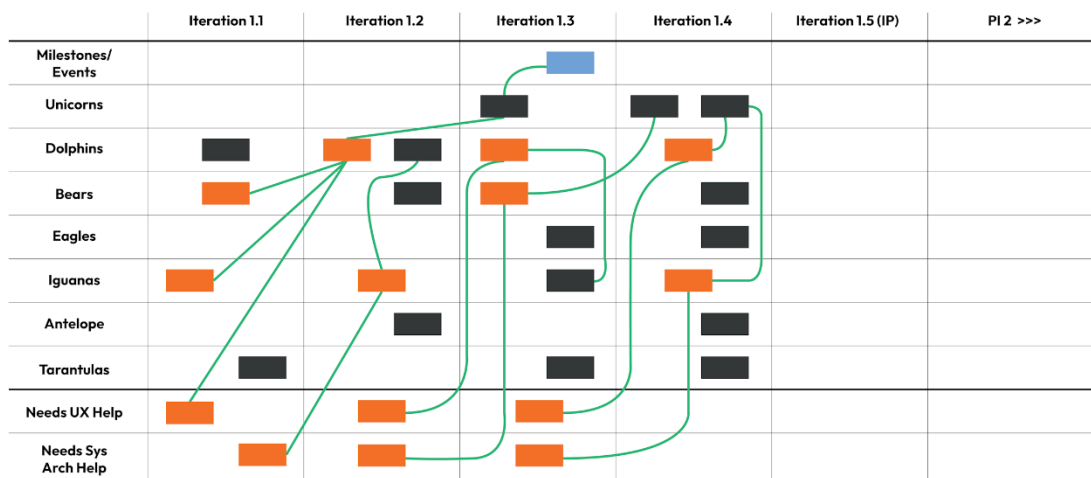 Iteration 1.1
Iteration 1.2
Iteration 1.3
Iteration 1.4
Iteration 1.5 (IP)
PI 2 >>>
Milestones/
Events
Unicorns
Dolphins
Bears
Eagles
Iguanas
Antelope
Tarantulas
Needs UX Help
Needs Sys
Arch Help